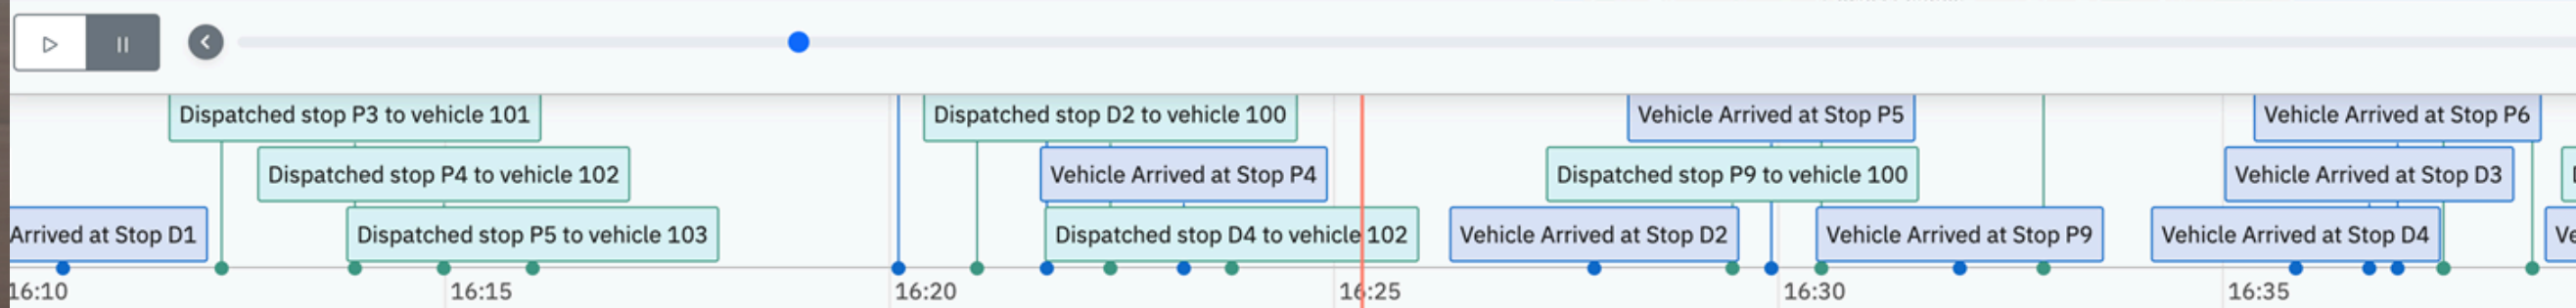 Dispatched stop P3 to vehicle 101
Dispatched stop D2 to vehicle 100
Vehicle Arrived at Stop P5
Vehicle Arrived at Stop P6
Dispatched stop P4 to vehicle 102
Vehicle Arrived at Stop P4
Dispatched stop P9 to vehicle 100
Vehicle Arrived at Stop D3
Arrived at Stop D1
Dispatched stop P5 to vehicle 103
Dispatched stop D4 to vehicle 102
Vehicle Arrived at Stop D2
Vehicle Arrived at Stop P9
Vehicle Arrived at Stop D4
16:10
16:15
16:20
16:25
16:30
16:35